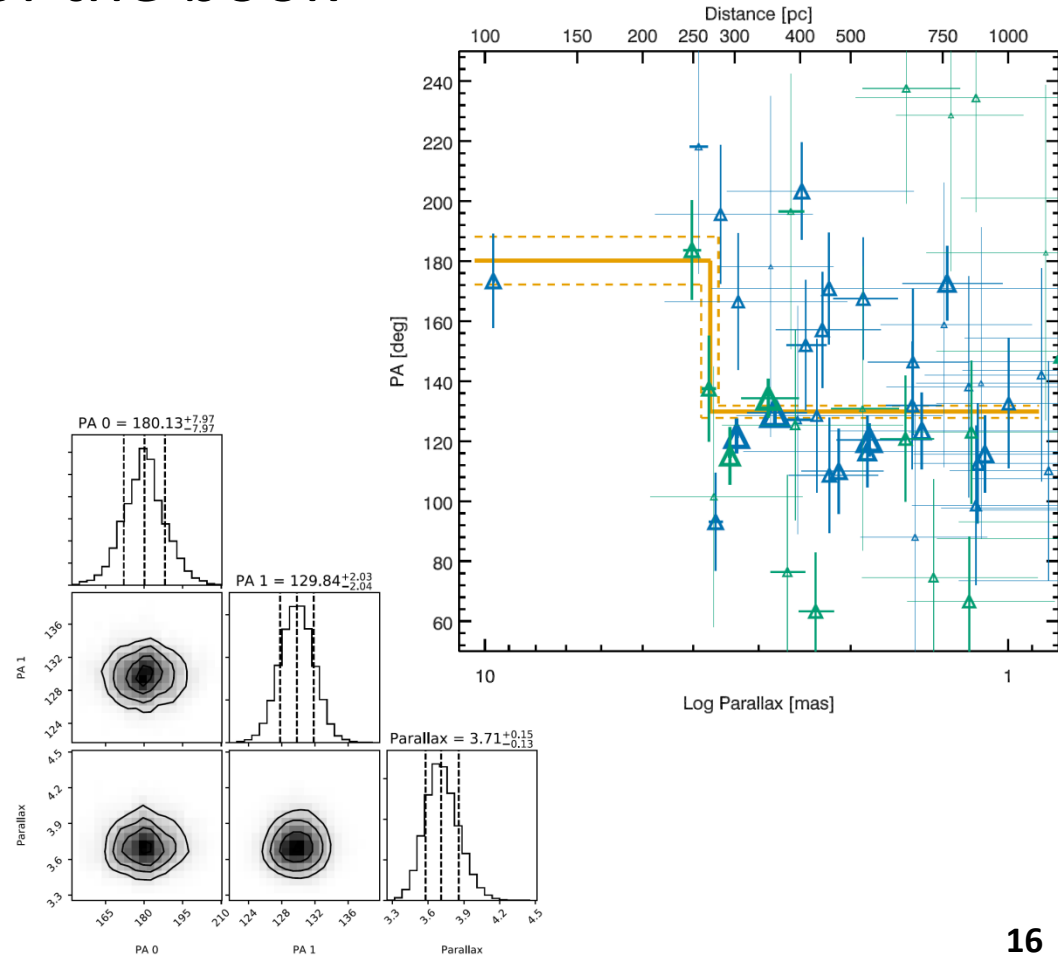 Distance [pc]
100 150 200 250 300 400 500 750 1000
240
220
200
180
160
140
120
100
80
60
PA [deg]
10 1
Log Parallax [mas]
PA 0 = 180.13+7.97−7.97
PA 1 = 129.84+2.03−2.04
136
132
128
124
PA 1
Parallax = 3.71+0.15−0.13
4.5
4.2
3.9
3.6
3.3
Parallax
165 180 195 210 124 128 132 136 3.3 3.6 3.9 4.2 4.5
PA 0 PA 1 Parallax
16